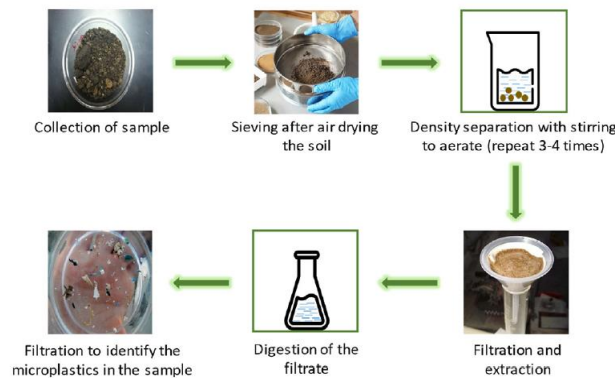 Collection of sample
Sieving after air drying
the soil
Density separation with stirring
to aerate (repeat 3-4 times)
Filtration and
extraction
Digestion of the
filtrate
Filtration to identify the
microplastics in the sample